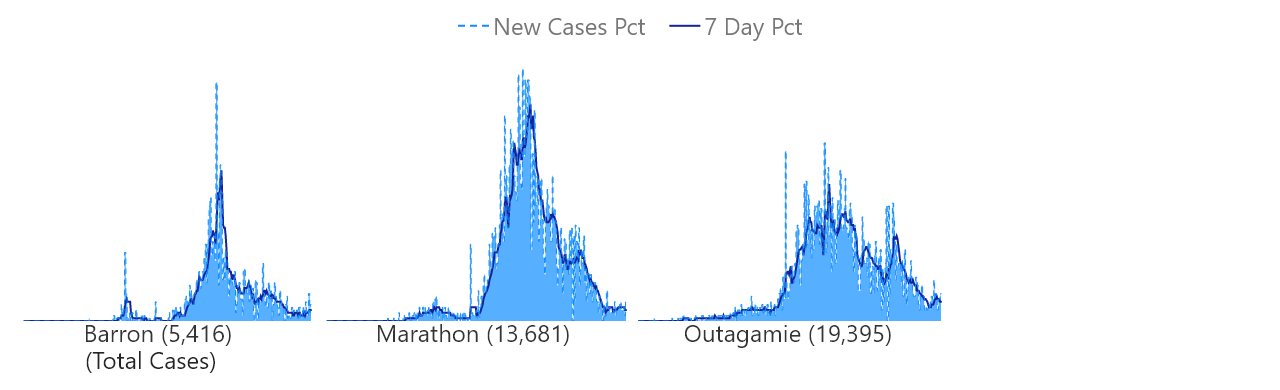 New Cases Pct 7 Day Pct
Barron (5,416) Marathon (13,681) Outagamie (19,395)
(Total Cases)